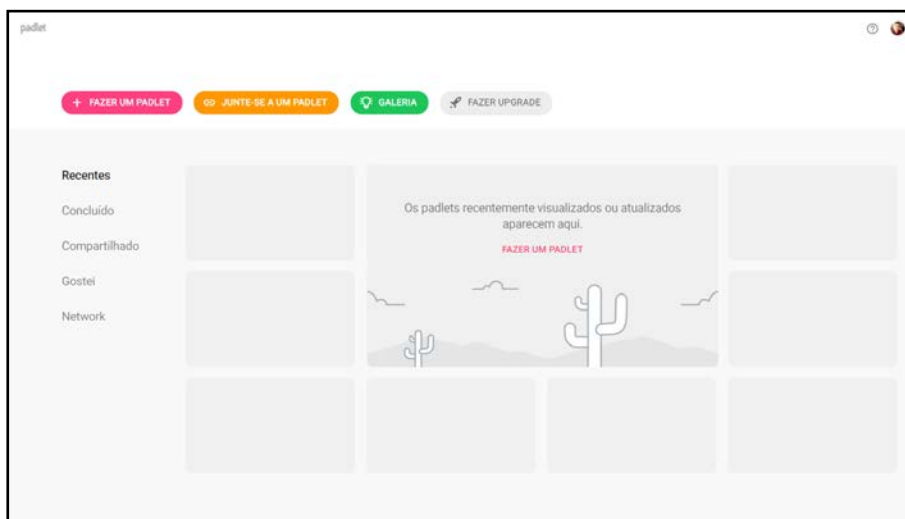 padlet
+ FAZER UM PADLET
JUNTE-SE A UM PADLET
GALERIA
FAZER UPGRADE
Recentes
Concluído
Compartilhado
Gostei
Network
Os padlets recentemente visualizados ou atualizados
aparecem aqui.
FAZER UM PADLET